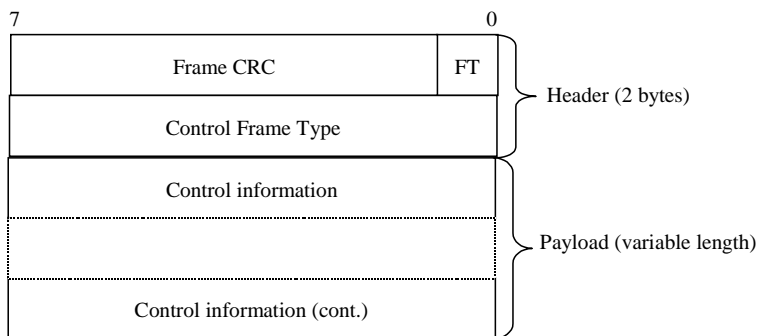 7 0
Frame CRC FT
Header (2 bytes)
Control Frame Type
Control information
Payload (variable length)
Control information (cont.)